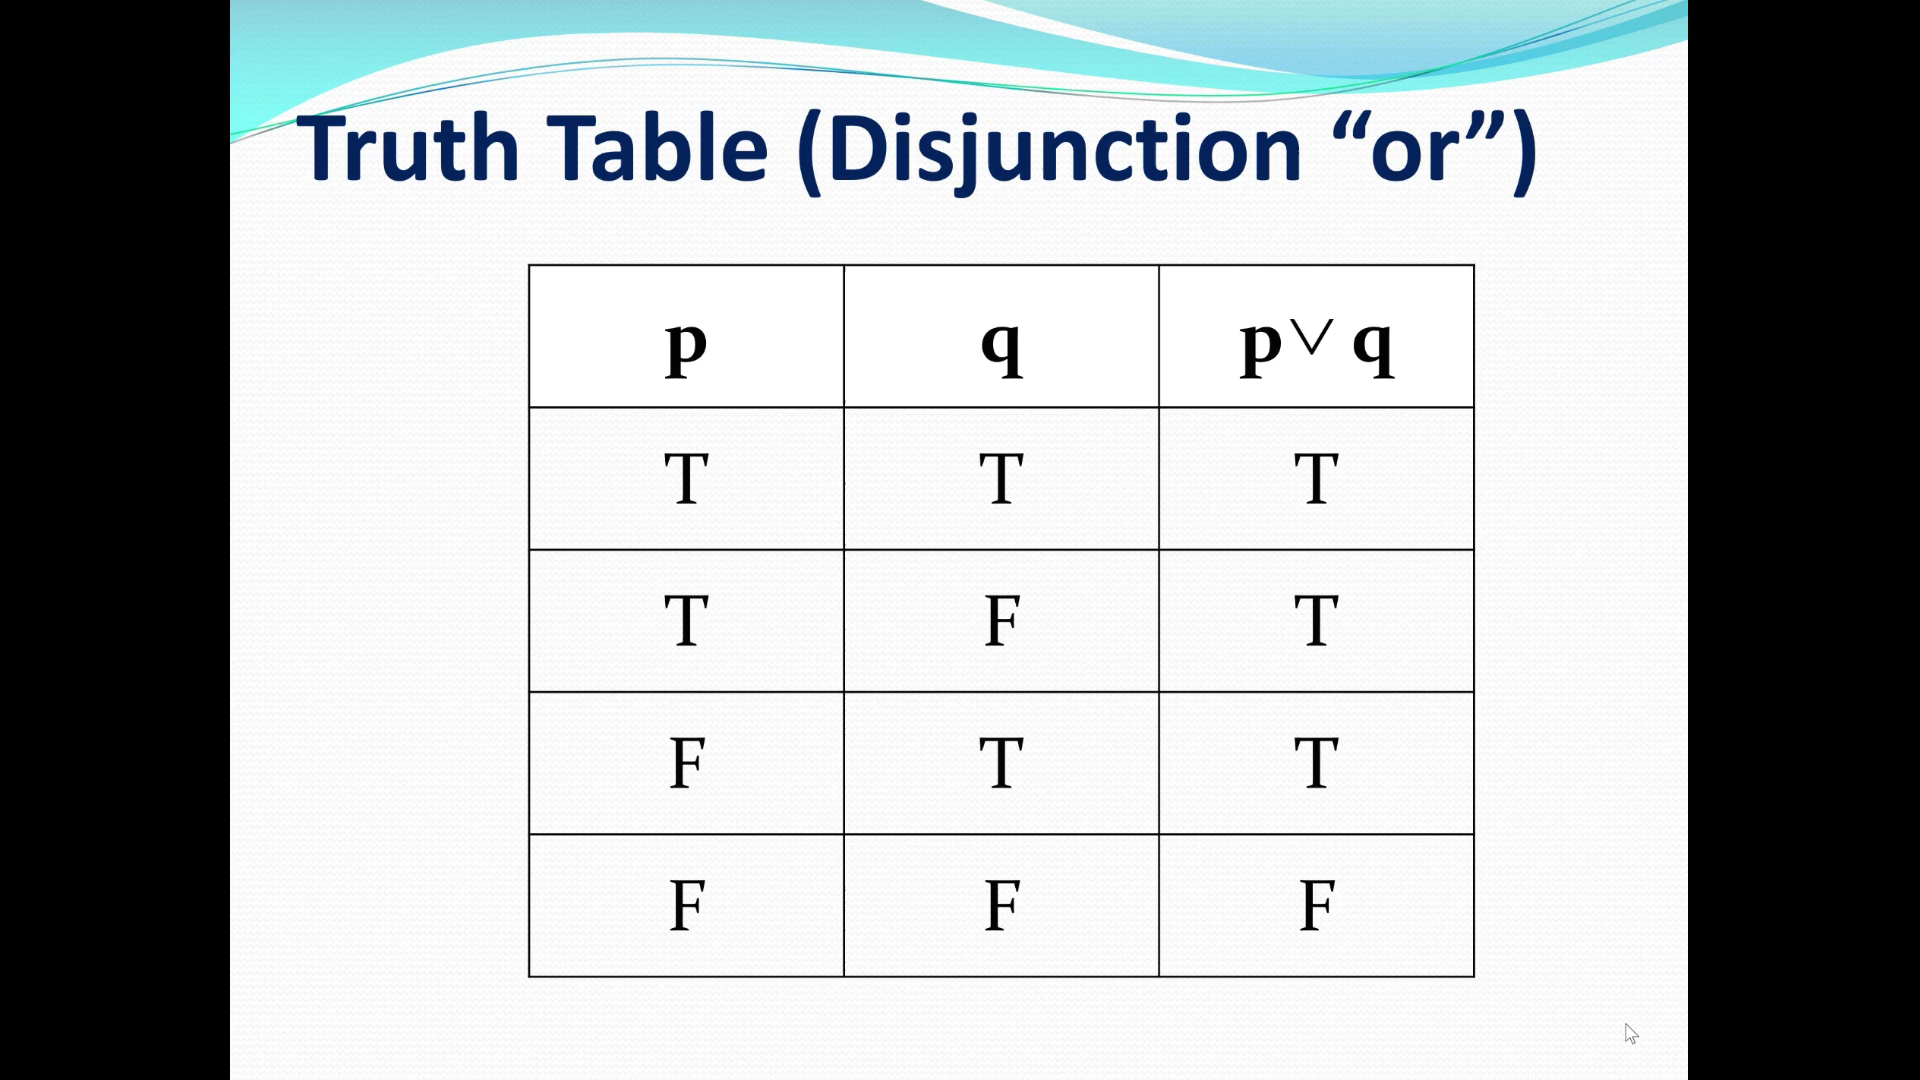 Truth Table (Disjunction “or”)
p q p∨ q
T T T
T F T
F T T
F F F